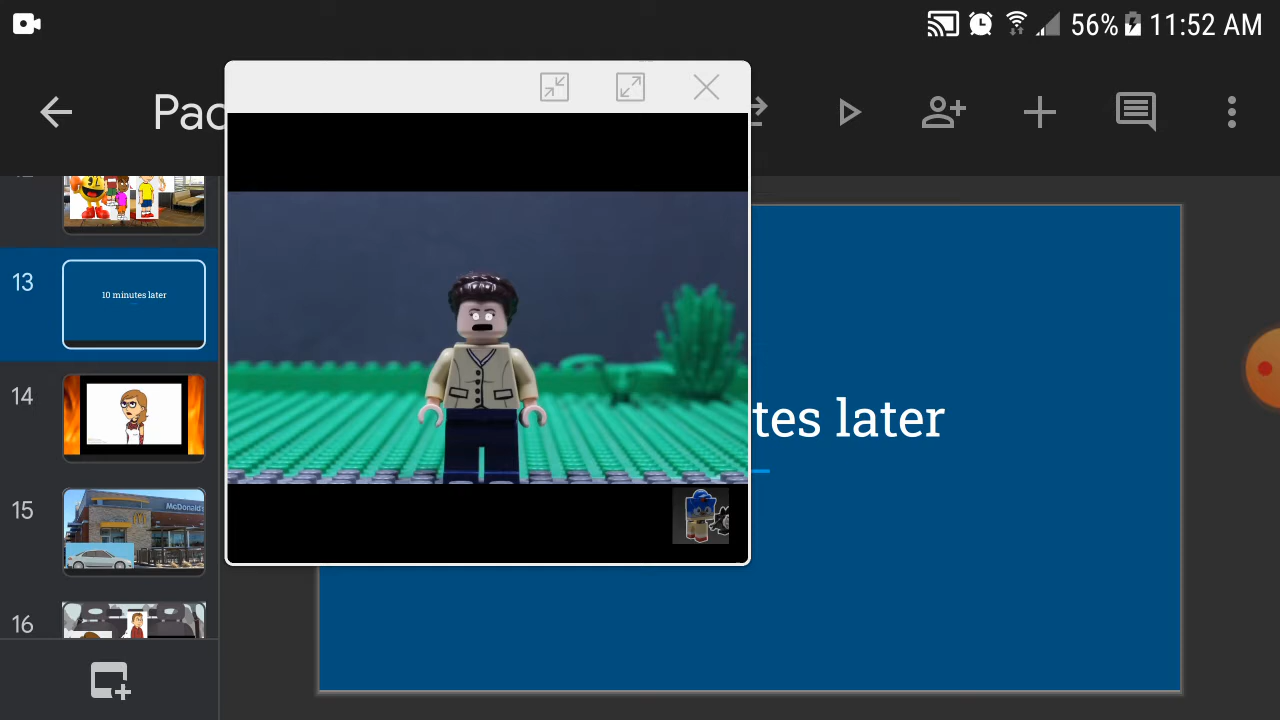 56% 11:52 AM
Pac
13
10 minutes later
tes later
14
15
McDonald's
16